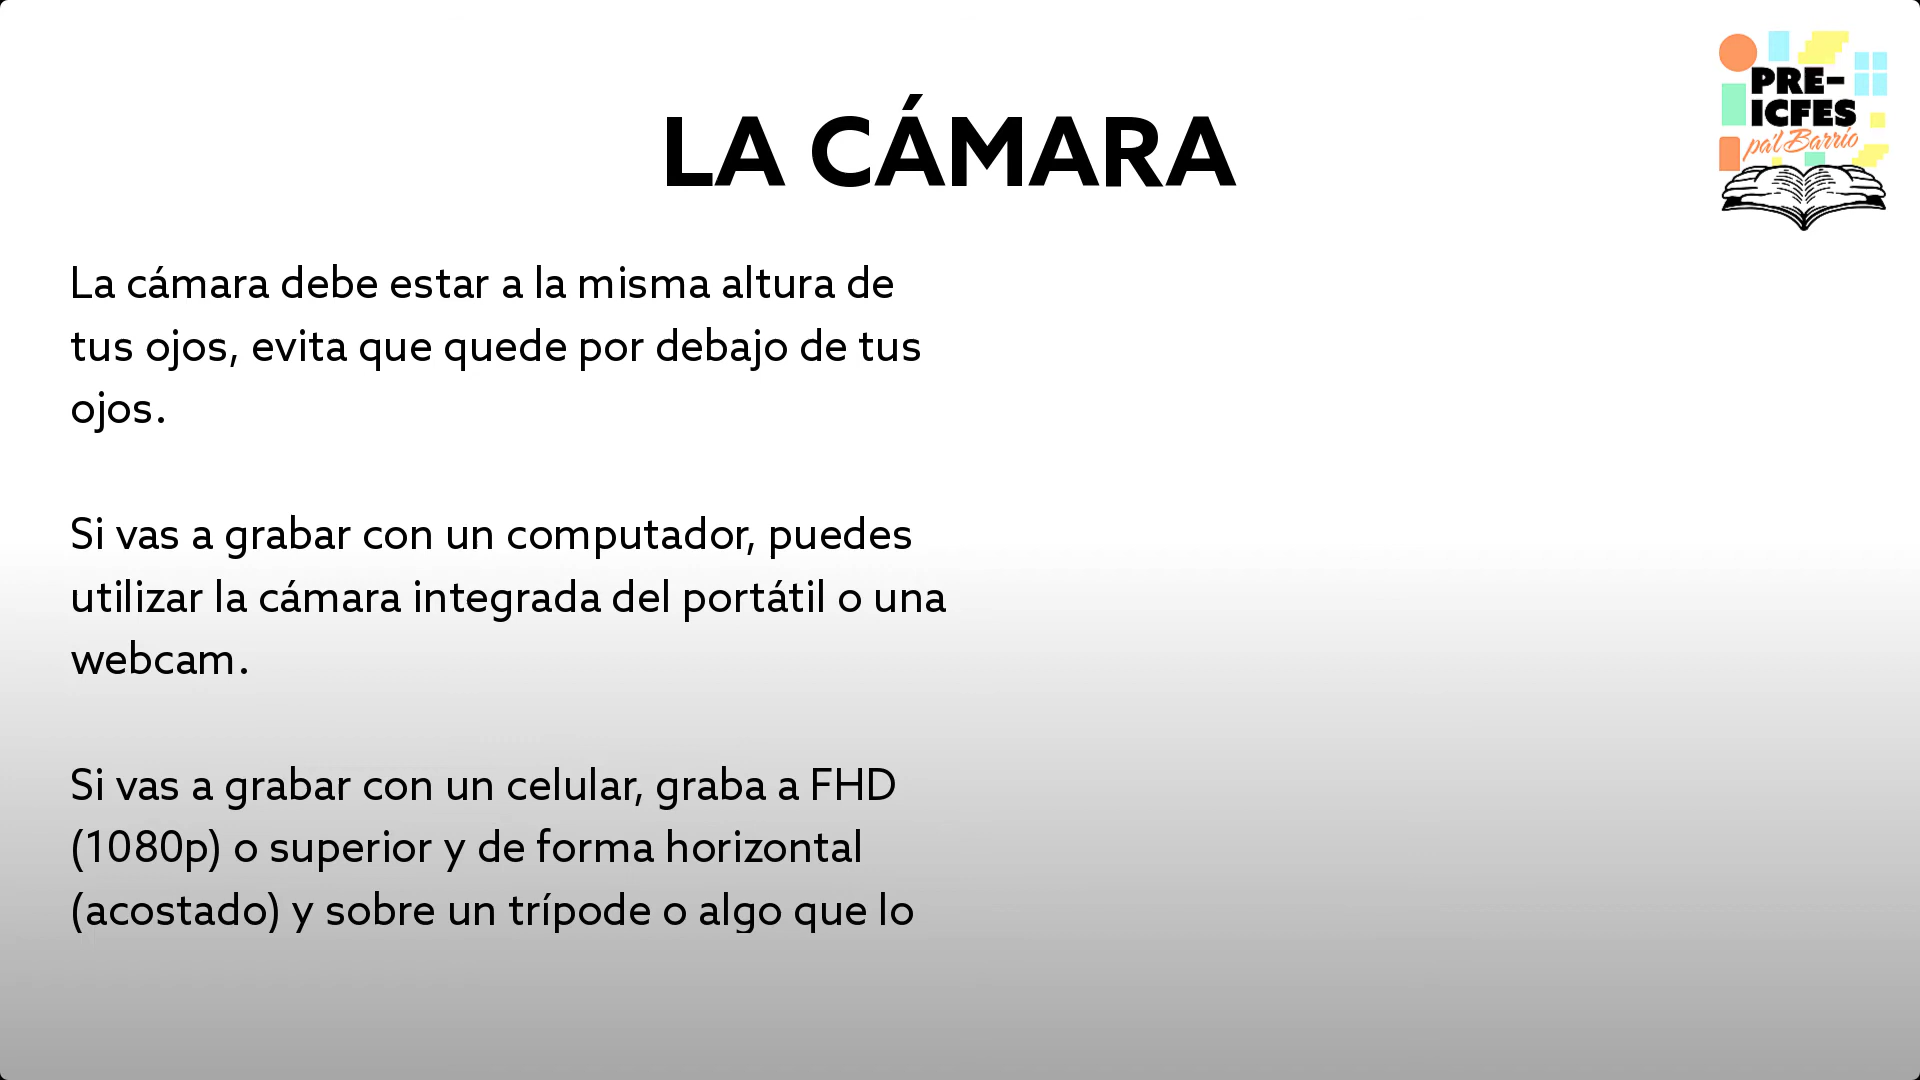 LA CÁMARA
PRE-
ICFES
pa'l Barrio
La cámara debe estar a la misma altura de
tus ojos, evita que quede por debajo de tus
ojos.
Si vas a grabar con un computador, puedes
utilizar la cámara integrada del portátil o una
webcam.
Si vas a grabar con un celular, graba a FHD
(1080p) o superior y de forma horizontal
(acostado) y sobre un trípode o algo que lo